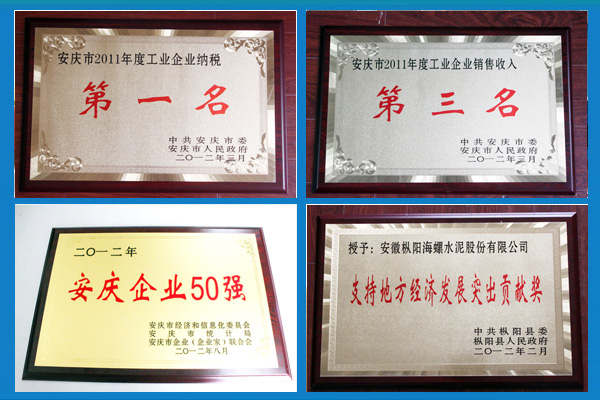 安庆市2011年度工业企业纳税
第一名
中共安庆市委
安庆市人民政府
二〇一二年三月
安庆市2011年度工业企业销售收入
第三名
中共安庆市委
安庆市人民政府
二〇一二年三月
二〇一二年
安庆企业50强
安庆市经济和信息化委员会
安庆市统计局
安庆市企业（企业家）联合会
二〇一二年八月
授予：安徽枞阳海螺水泥股份有限公司
支持地方经济发展突出贡献奖
中共枞阳县委
枞阳县人民政府
二〇一二年二月